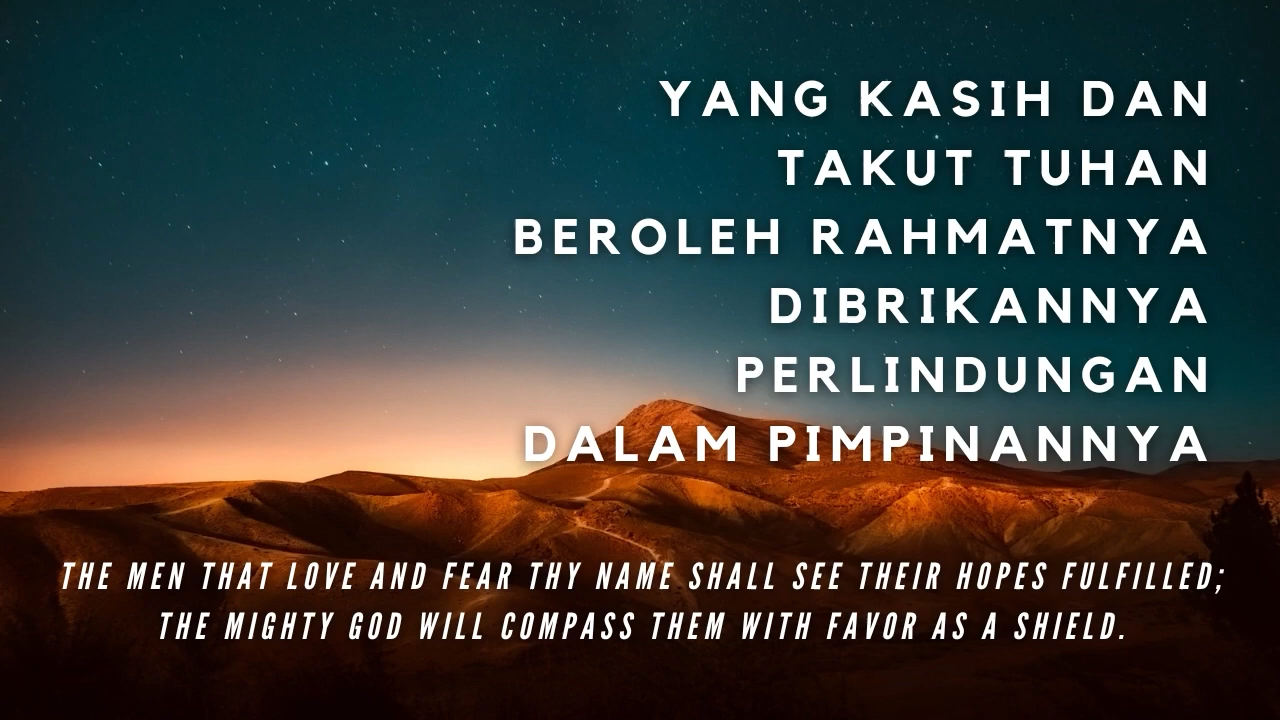 YANG KASIH DAN
TAKUT TUHAN
BEROLEH RAHMATNYA
DIBRIKANNYA
PERLINDUNGAN
DALAM PIMPINANNYA
THE MEN THAT LOVE AND FEAR THY NAME SHALL SEE THEIR HOPES FULFILLED;
THE MIGHTY GOD WILL COMPASS THEM WITH FAVOR AS A SHIELD.